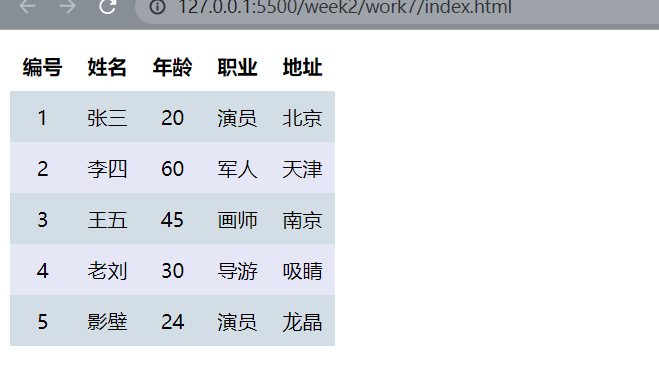 127.0.0.1:5500/week2/work7/index.html
编号 姓名 年龄 职业 地址
1 张三 20 演员 北京
2 李四 60 军人 天津
3 王五 45 画师 南京
4 老刘 30 导游 吸睛
5 影壁 24 演员 龙晶